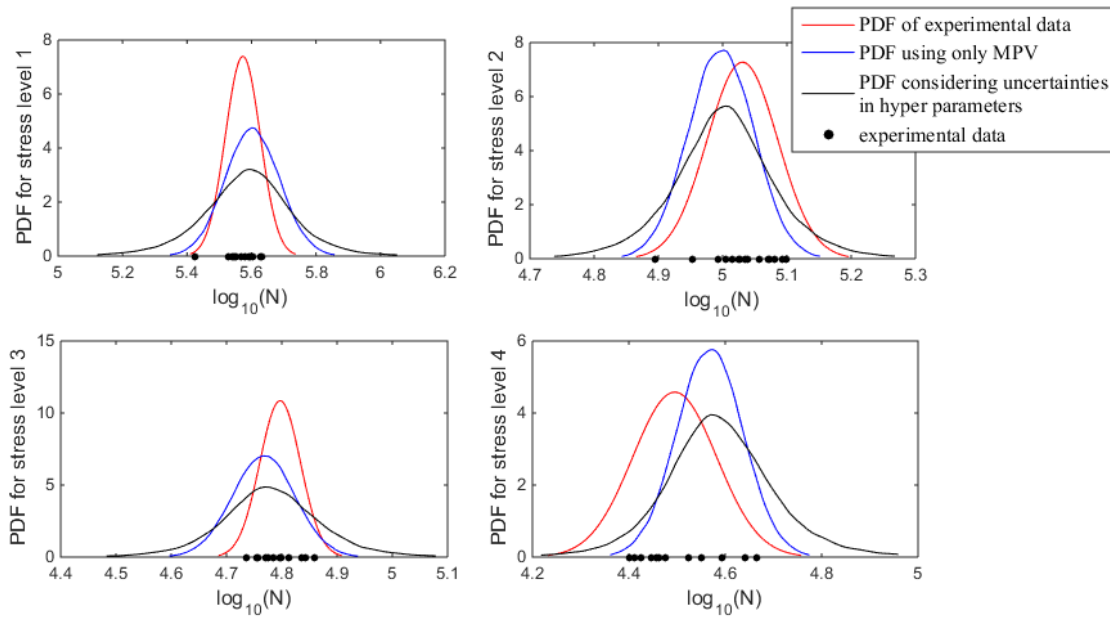 PDF of experimental data
PDF using only MPV
PDF considering uncertainties
in hyper parameters
experimental data
PDF for stress level 1
8
6
4
2
0
5 5.2 5.4 5.6 5.8 6 6.2
log10(N)
PDF for stress level 2
8
6
4
2
0
4.7 4.8 4.9 5 5.1 5.2 5.3
log10(N)
PDF for stress level 3
15
10
5
0
4.4 4.5 4.6 4.7 4.8 4.9 5 5.1
log10(N)
PDF for stress level 4
6
4
2
0
4.2 4.4 4.6 4.8 5
log10(N)